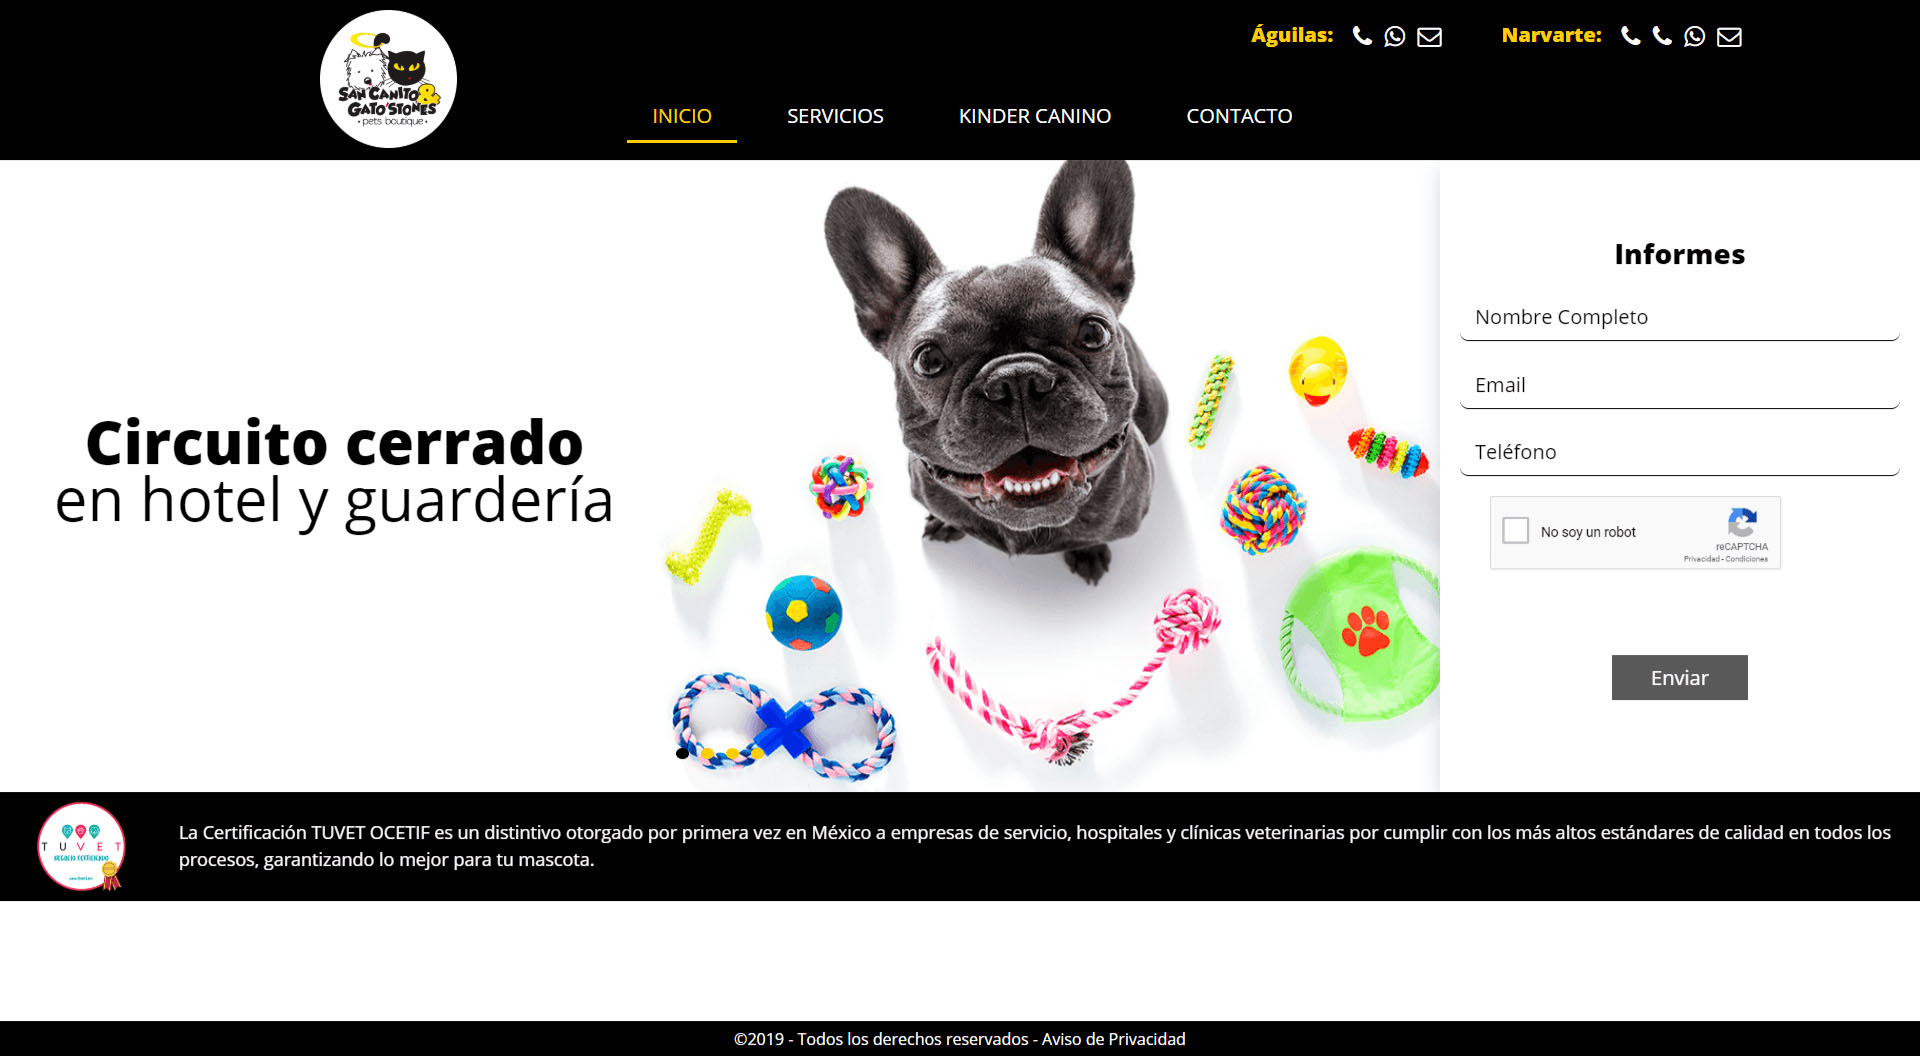 SAN CANITO &
GATO'STONES
• pets boutique •
Águilas:
Narvarte:
INICIO
SERVICIOS
KINDER CANINO
CONTACTO
Circuito cerrado
en hotel y guardería
Informes
Nombre Completo
Email
Teléfono
No soy un robot
reCAPTCHA
Privacidad - Condiciones
Enviar
TUVET
NEGOCIO CERTIFICADO
La Certificación TUVET OCETIF es un distintivo otorgado por primera vez en México a empresas de servicio, hospitales y clínicas veterinarias por cumplir con los más altos estándares de calidad en todos los
procesos, garantizando lo mejor para tu mascota.
©2019 - Todos los derechos reservados - Aviso de Privacidad